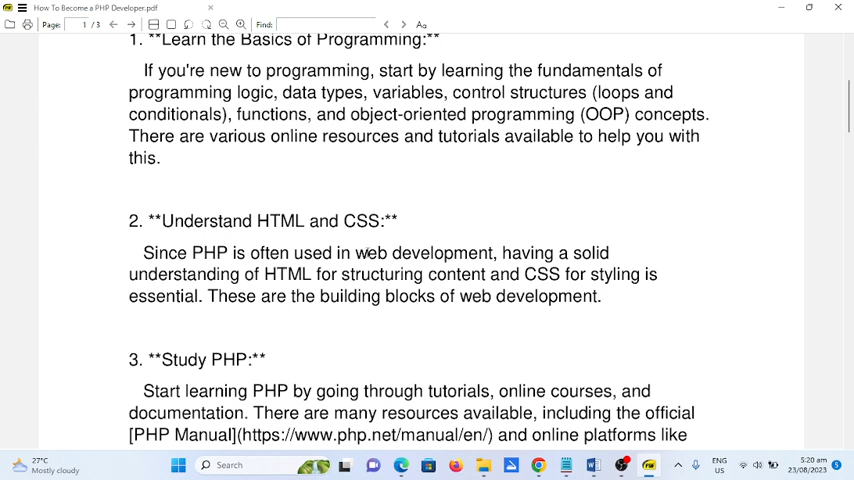 How To Become a PHP Developer.pdf
Page: 1 / 3 Find: Aa
1. **Learn the Basics of Programming:**
If you're new to programming, start by learning the fundamentals of
programming logic, data types, variables, control structures (loops and
conditionals), functions, and object-oriented programming (OOP) concepts.
There are various online resources and tutorials available to help you with
this.
2. **Understand HTML and CSS:**
Since PHP is often used in web development, having a solid
understanding of HTML for structuring content and CSS for styling is
essential. These are the building blocks of web development.
3. **Study PHP:**
Start learning PHP by going through tutorials, online courses, and
documentation. There are many resources available, including the official
[PHP Manual](https://www.php.net/manual/en/) and online platforms like
27°C
Mostly cloudy
Search
ENG
US
5:20 am
23/08/2023
5